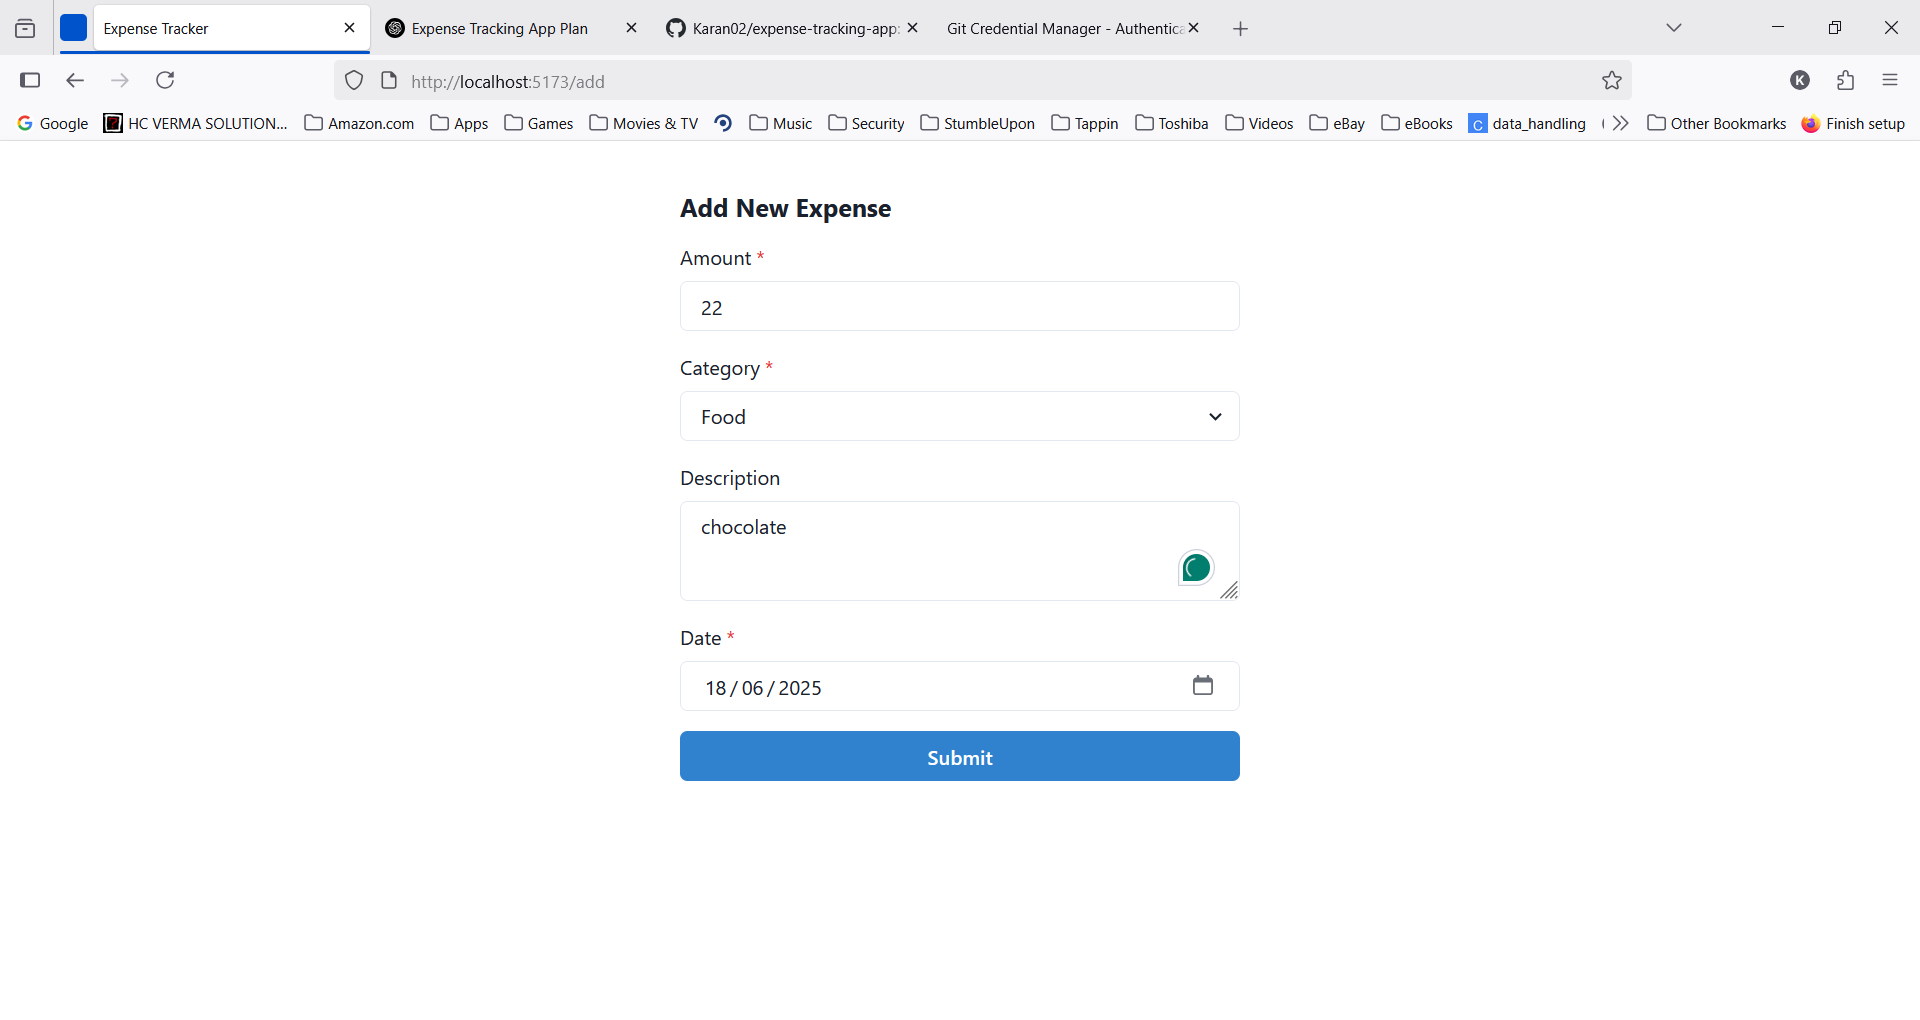 Expense Tracker
Expense Tracking App Plan
Karan02/expense-tracking-app:
Git Credential Manager - Authentica
http://localhost:5173/add
K
Google
HC VERMA SOLUTION...
Amazon.com
Apps
Games
Movies & TV
Music
Security
StumbleUpon
Tappin
Toshiba
Videos
eBay
eBooks
C data_handling
Other Bookmarks
Finish setup
Add New Expense
Amount *
22
Category *
Food
Description
chocolate
Date *
18 / 06 / 2025
Submit